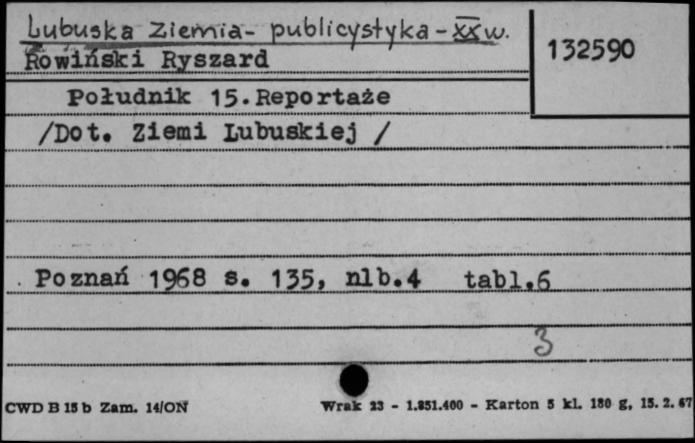 Lubuska Ziemia - publicystyka - XX w.
132590
Rowiński Ryszard
Południk 15. Reportaże
/Dot. Ziemi Lubuskiej /
Poznań 1968 s. 135, nlb.4 tabl.6
3
CWD B 15 b Zam. 14/ON Wrak 23 - 1.851.400 - Karton 5 kl. 180 g, 15. 2. 67